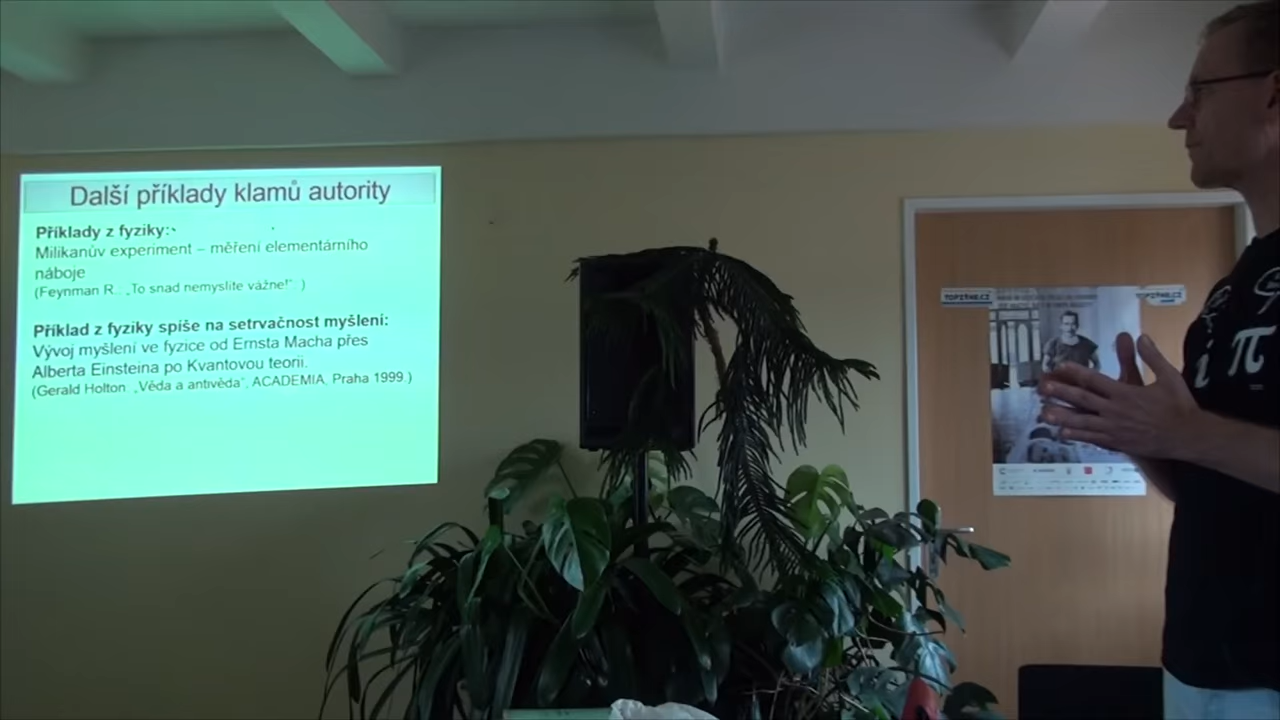 Další příklady klamů autority
Příklady z fyziky:
Milikanův experiment – měření elementárního
náboje
(Feynman R., „To snad nemyslíte vážně!“ )
Příklad z fyziky spíše na setrvačnost myšlení:
Vývoj myšlení ve fyzice od Ernsta Macha přes
Alberta Einsteina po Kvantovou teorii.
(Gerald Holton „Věda a antivěda“, ACADEMIA, Praha 1999.)
TOPZINE.CZ
TOPZINE.CZ
i π